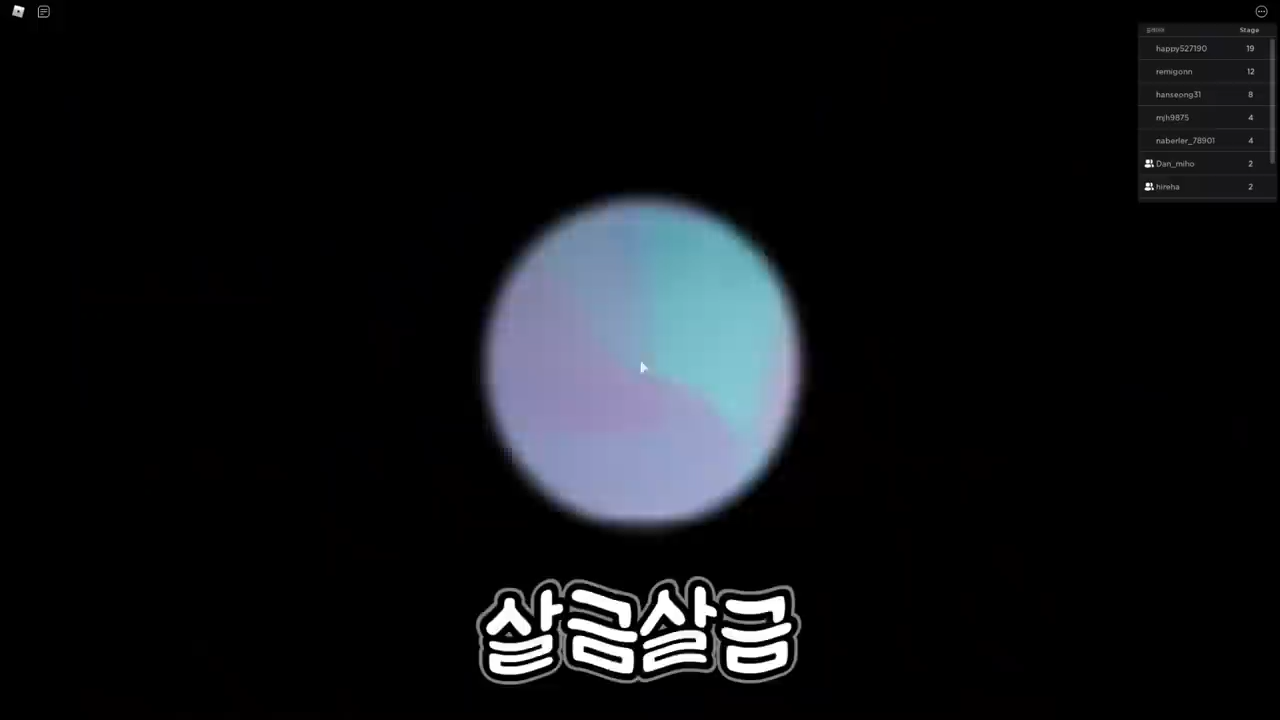 Stage
happy527190 19
remigonn 12
hanseong31 8
mjh9875 4
naberler_78901 4
Dan_miho 2
hireha 2
살금살금